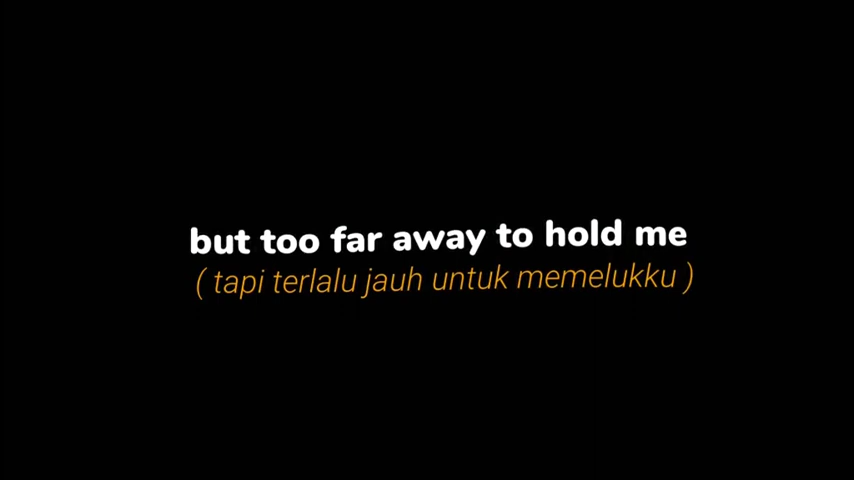 but too far away to hold me
( tapi terlalu jauh untuk memelukku )